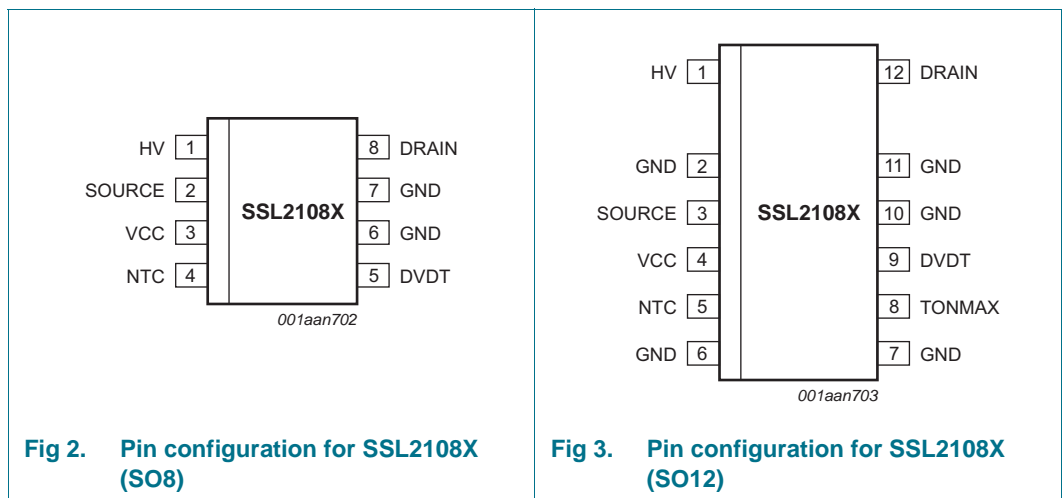 HV 1 8 DRAIN
SOURCE 2 7 GND
SSL2108X
VCC 3 6 GND
NTC 4 5 DVDT
001aan702
Fig 2. Pin configuration for SSL2108X
(SO8)
HV 1 12 DRAIN
GND 2 11 GND
SOURCE 3 SSL2108X 10 GND
VCC 4 9 DVDT
NTC 5 8 TONMAX
GND 6 7 GND
001aan703
Fig 3. Pin configuration for SSL2108X
(SO12)